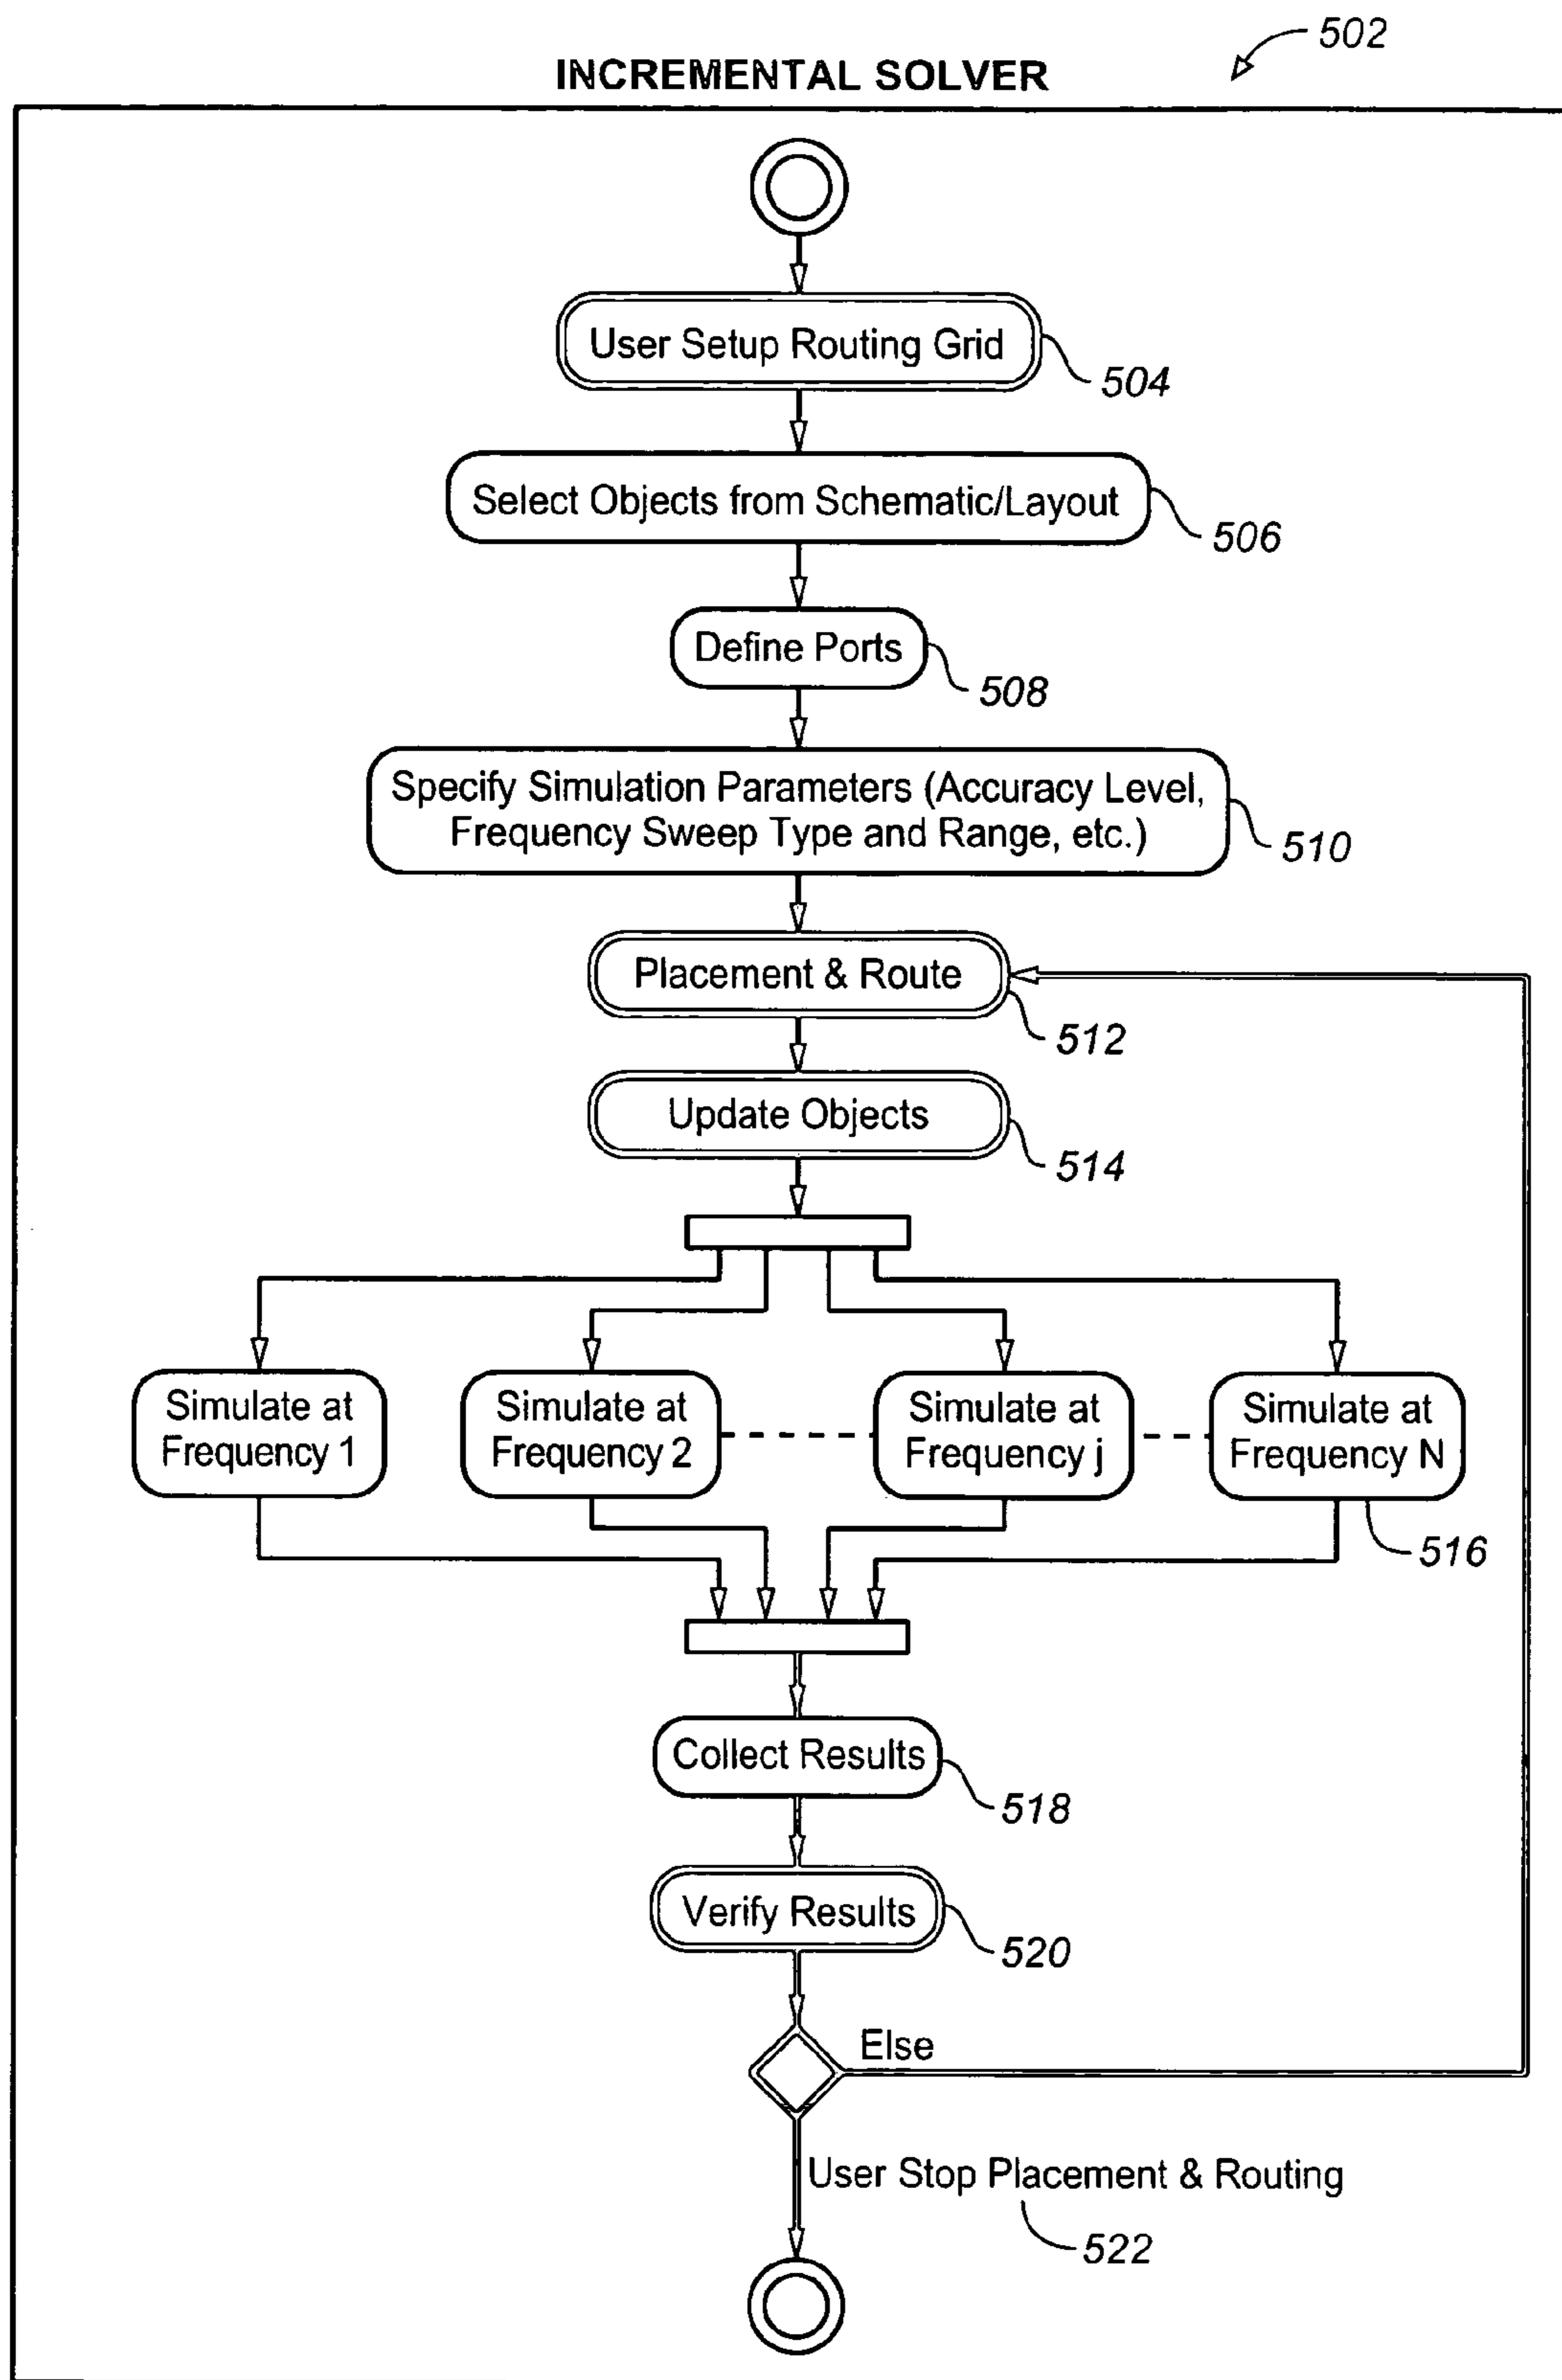 502
INCREMENTAL SOLVER
User Setup Routing Grid
504
Select Objects from Schematic/Layout
506
Define Ports
508
Specify Simulation Parameters (Accuracy Level,
Frequency Sweep Type and Range, etc.)
510
Placement & Route
512
Update Objects
514
Simulate at
Frequency 1
Simulate at
Frequency 2
Simulate at
Frequency j
Simulate at
Frequency N
516
Collect Results
518
Verify Results
520
Else
User Stop Placement & Routing
522